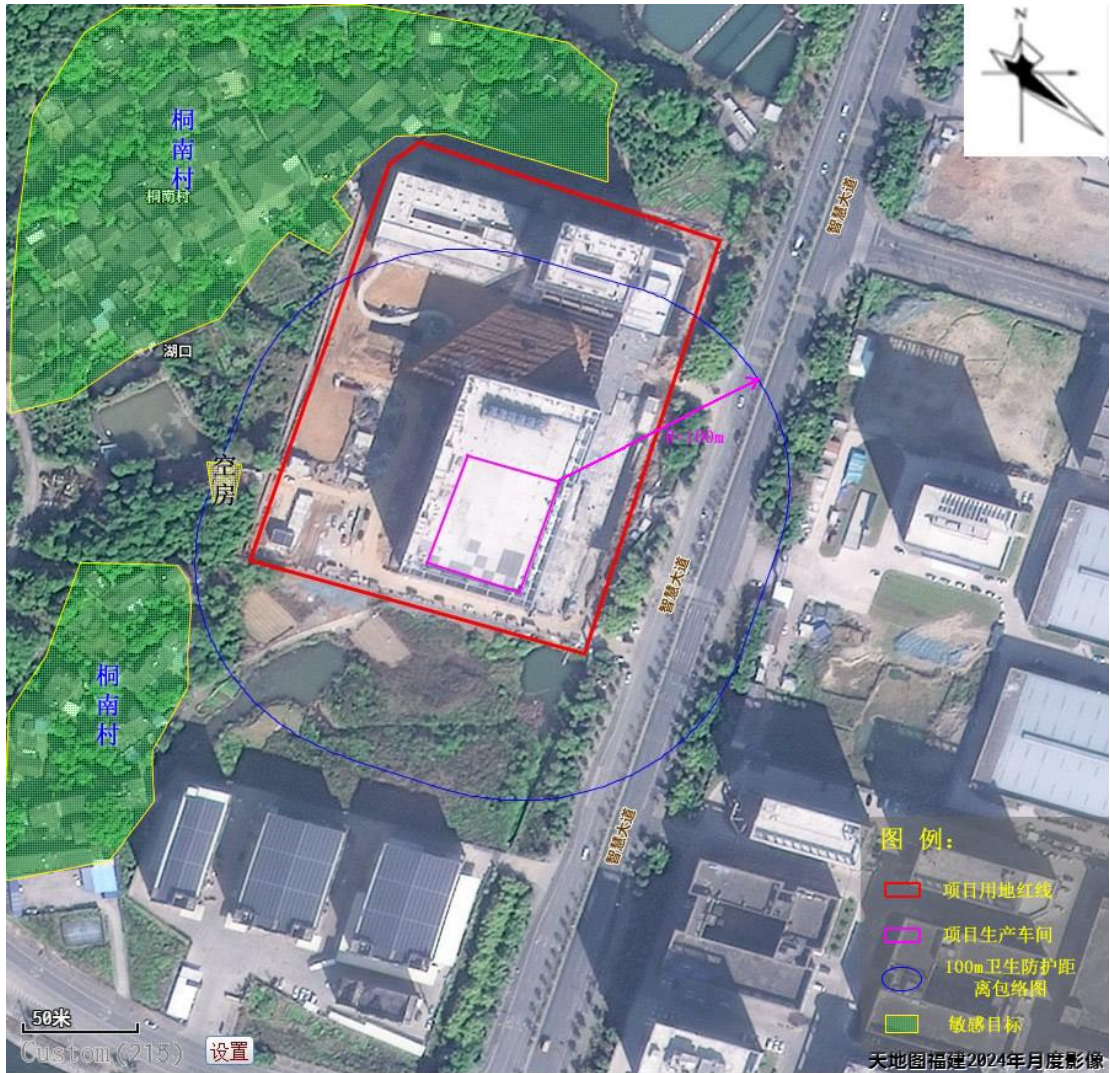 N
桐南村
桐南村
智慧大道
湖口
R=100m
空房
智慧大道
桐南村
智慧大道
图 例：
项目用地红线
项目生产车间
100m卫生防护距
离包络图
敏感目标
50米
Custom(215)
设置
天地图福建2024年月度影像